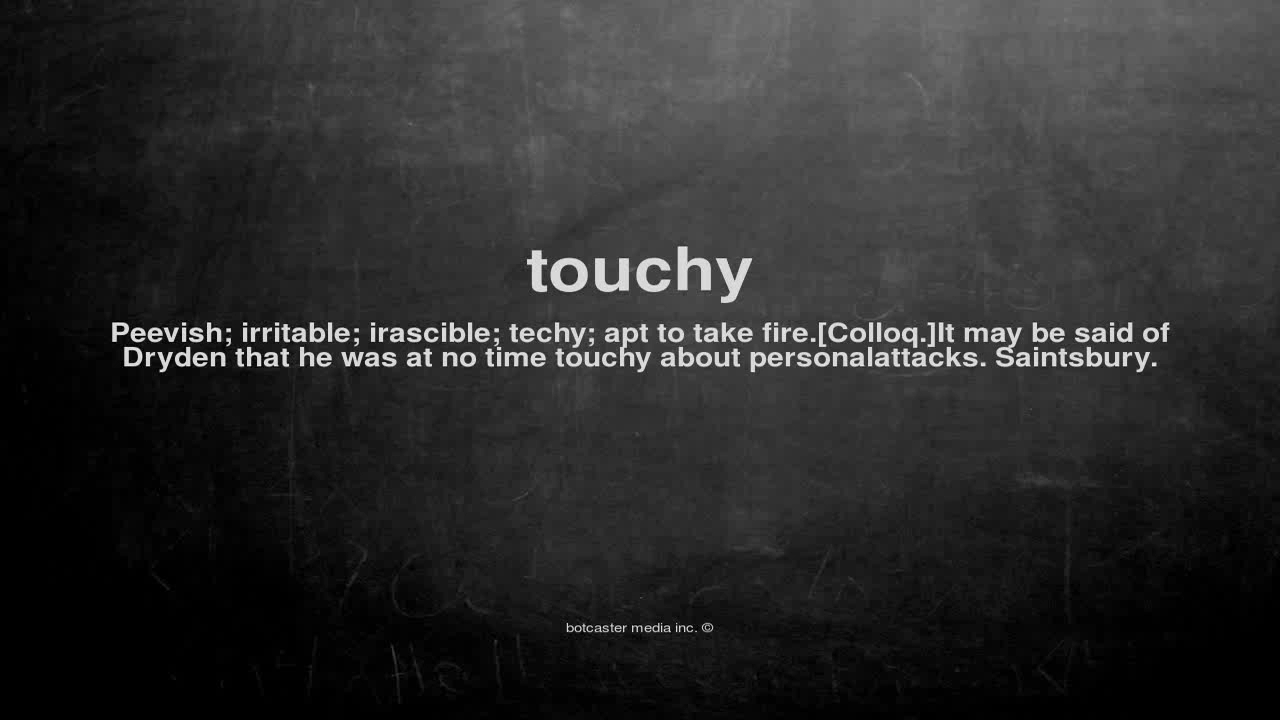 touchy
Peevish; irritable; irascible; techy; apt to take fire.[Colloq.]It may be said of
Dryden that he was at no time touchy about personalattacks. Saintsbury.
botcaster media inc. ©